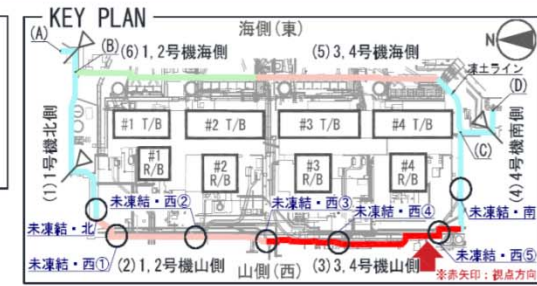 KEY PLAN
海側(東)
N
(A)
(B)
(6)1,2号機海側
(5)3,4号機海側
凍土ライン
(D)
(1)1号機北側
#1 T/B
#2 T/B
#3 T/B
#4 T/B
(C)
#1
R/B
#2
R/B
#3
R/B
#4
R/B
(4)4号機南側
未凍結・西②
未凍結・西③
未凍結・西④
未凍結・南
未凍結・北
未凍結・西①
(2)1,2号機山側
山側(西)
(3)3,4号機山側
未凍結・西⑤
※赤矢印:視点方向